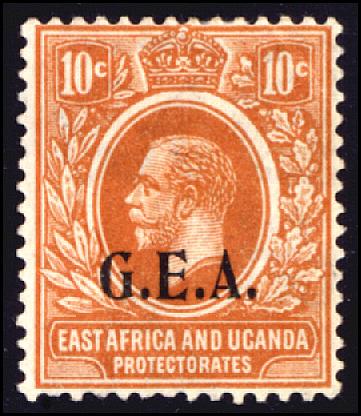 10c 10c
G.E.A.
EAST AFRICA AND UGANDA
PROTECTORATES